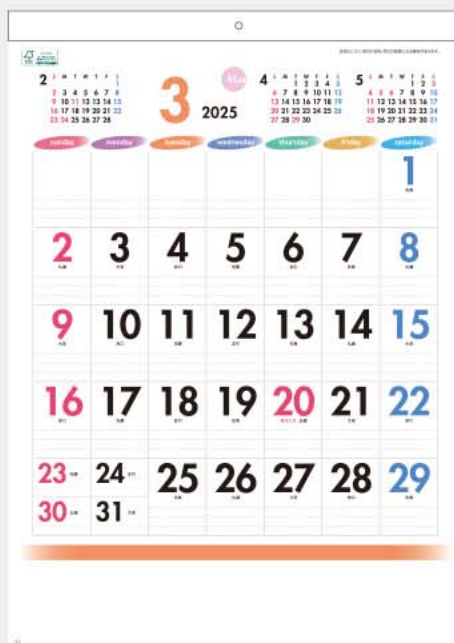 2
S M T W T F S
1
2 3 4 5 6 7 8
9 10 11 12 13 14 15
16 17 18 19 20 21 22
23 24 25 26 27 28
3
2025
Mar
4
S M T W T F S
1 2 3 4 5
6 7 8 9 10 11 12
13 14 15 16 17 18 19
20 21 22 23 24 25 26
27 28 29 30
5
S M T W T F S
1 2 3
4 5 6 7 8 9 10
11 12 13 14 15 16 17
18 19 20 21 22 23 24
25 26 27 28 29 30 31
sunday monday tuesday wednesday thursday friday saturday
1
2 3 4 5 6 7 8
9 10 11 12 13 14 15
16 17 18 19 20 21 22
23 24 25 26 27 28 29
30 31